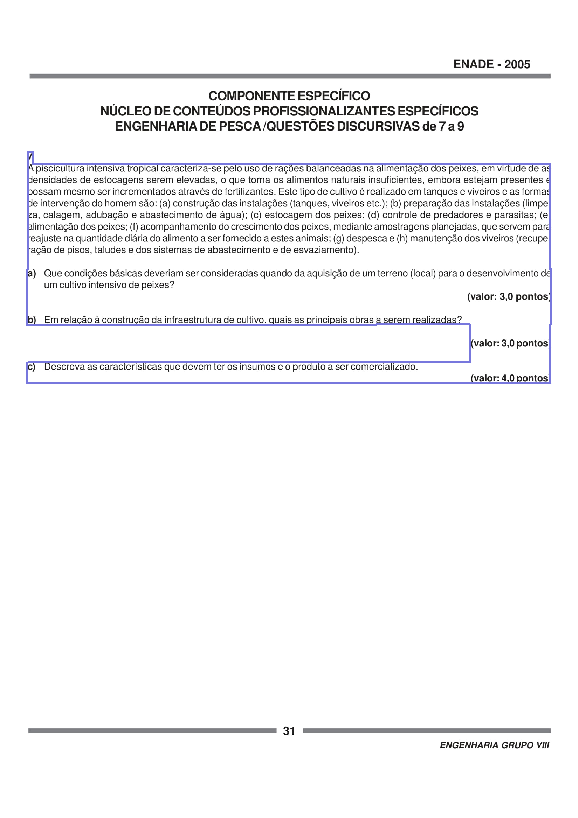 ENADE - 2005
COMPONENTE ESPECÍFICO
NÚCLEO DE CONTEÚDOS PROFISSIONALIZANTES ESPECÍFICOS
ENGENHARIA DE PESCA/QUESTÕES DISCURSIVAS de 7 a 9
7
A piscicultura intensiva tropical caracteriza-se pelo uso de rações balanceadas na alimentação dos peixes, em virtude de as
densidades de estocagens serem elevadas, o que torna os alimentos naturais insuficientes, embora estejam presentes e
possam mesmo ser incrementados através de fertilizantes. Este tipo de cultivo é realizado em tanques e viveiros e as formas
de intervenção do homem são: (a) construção das instalações (tanques, viveiros etc.); (b) preparação das instalações (limpe
za, calagem, adubação e abastecimento de água); (c) estocagem dos peixes; (d) controle de predadores e parasitas; (e)
alimentação dos peixes; (f) acompanhamento do crescimento dos peixes, mediante amostragens planejadas, que servem para
reajuste na quantidade diária do alimento a ser fornecido a estes animais; (g) despesca e (h) manutenção dos viveiros (recupe
ração de pisos, taludes e dos sistemas de abastecimento e de esvaziamento).
a) Que condições básicas deveriam ser consideradas quando da aquisição de um terreno (local) para o desenvolvimento de
um cultivo intensivo de peixes?
(valor: 3,0 pontos)
b) Em relação à construção da infraestrutura de cultivo, quais as principais obras a serem realizadas?
(valor: 3,0 pontos
c) Descreva as características que devem ter os insumos e o produto a ser comercializado.
(valor: 4,0 pontos
31
ENGENHARIA GRUPO VIII